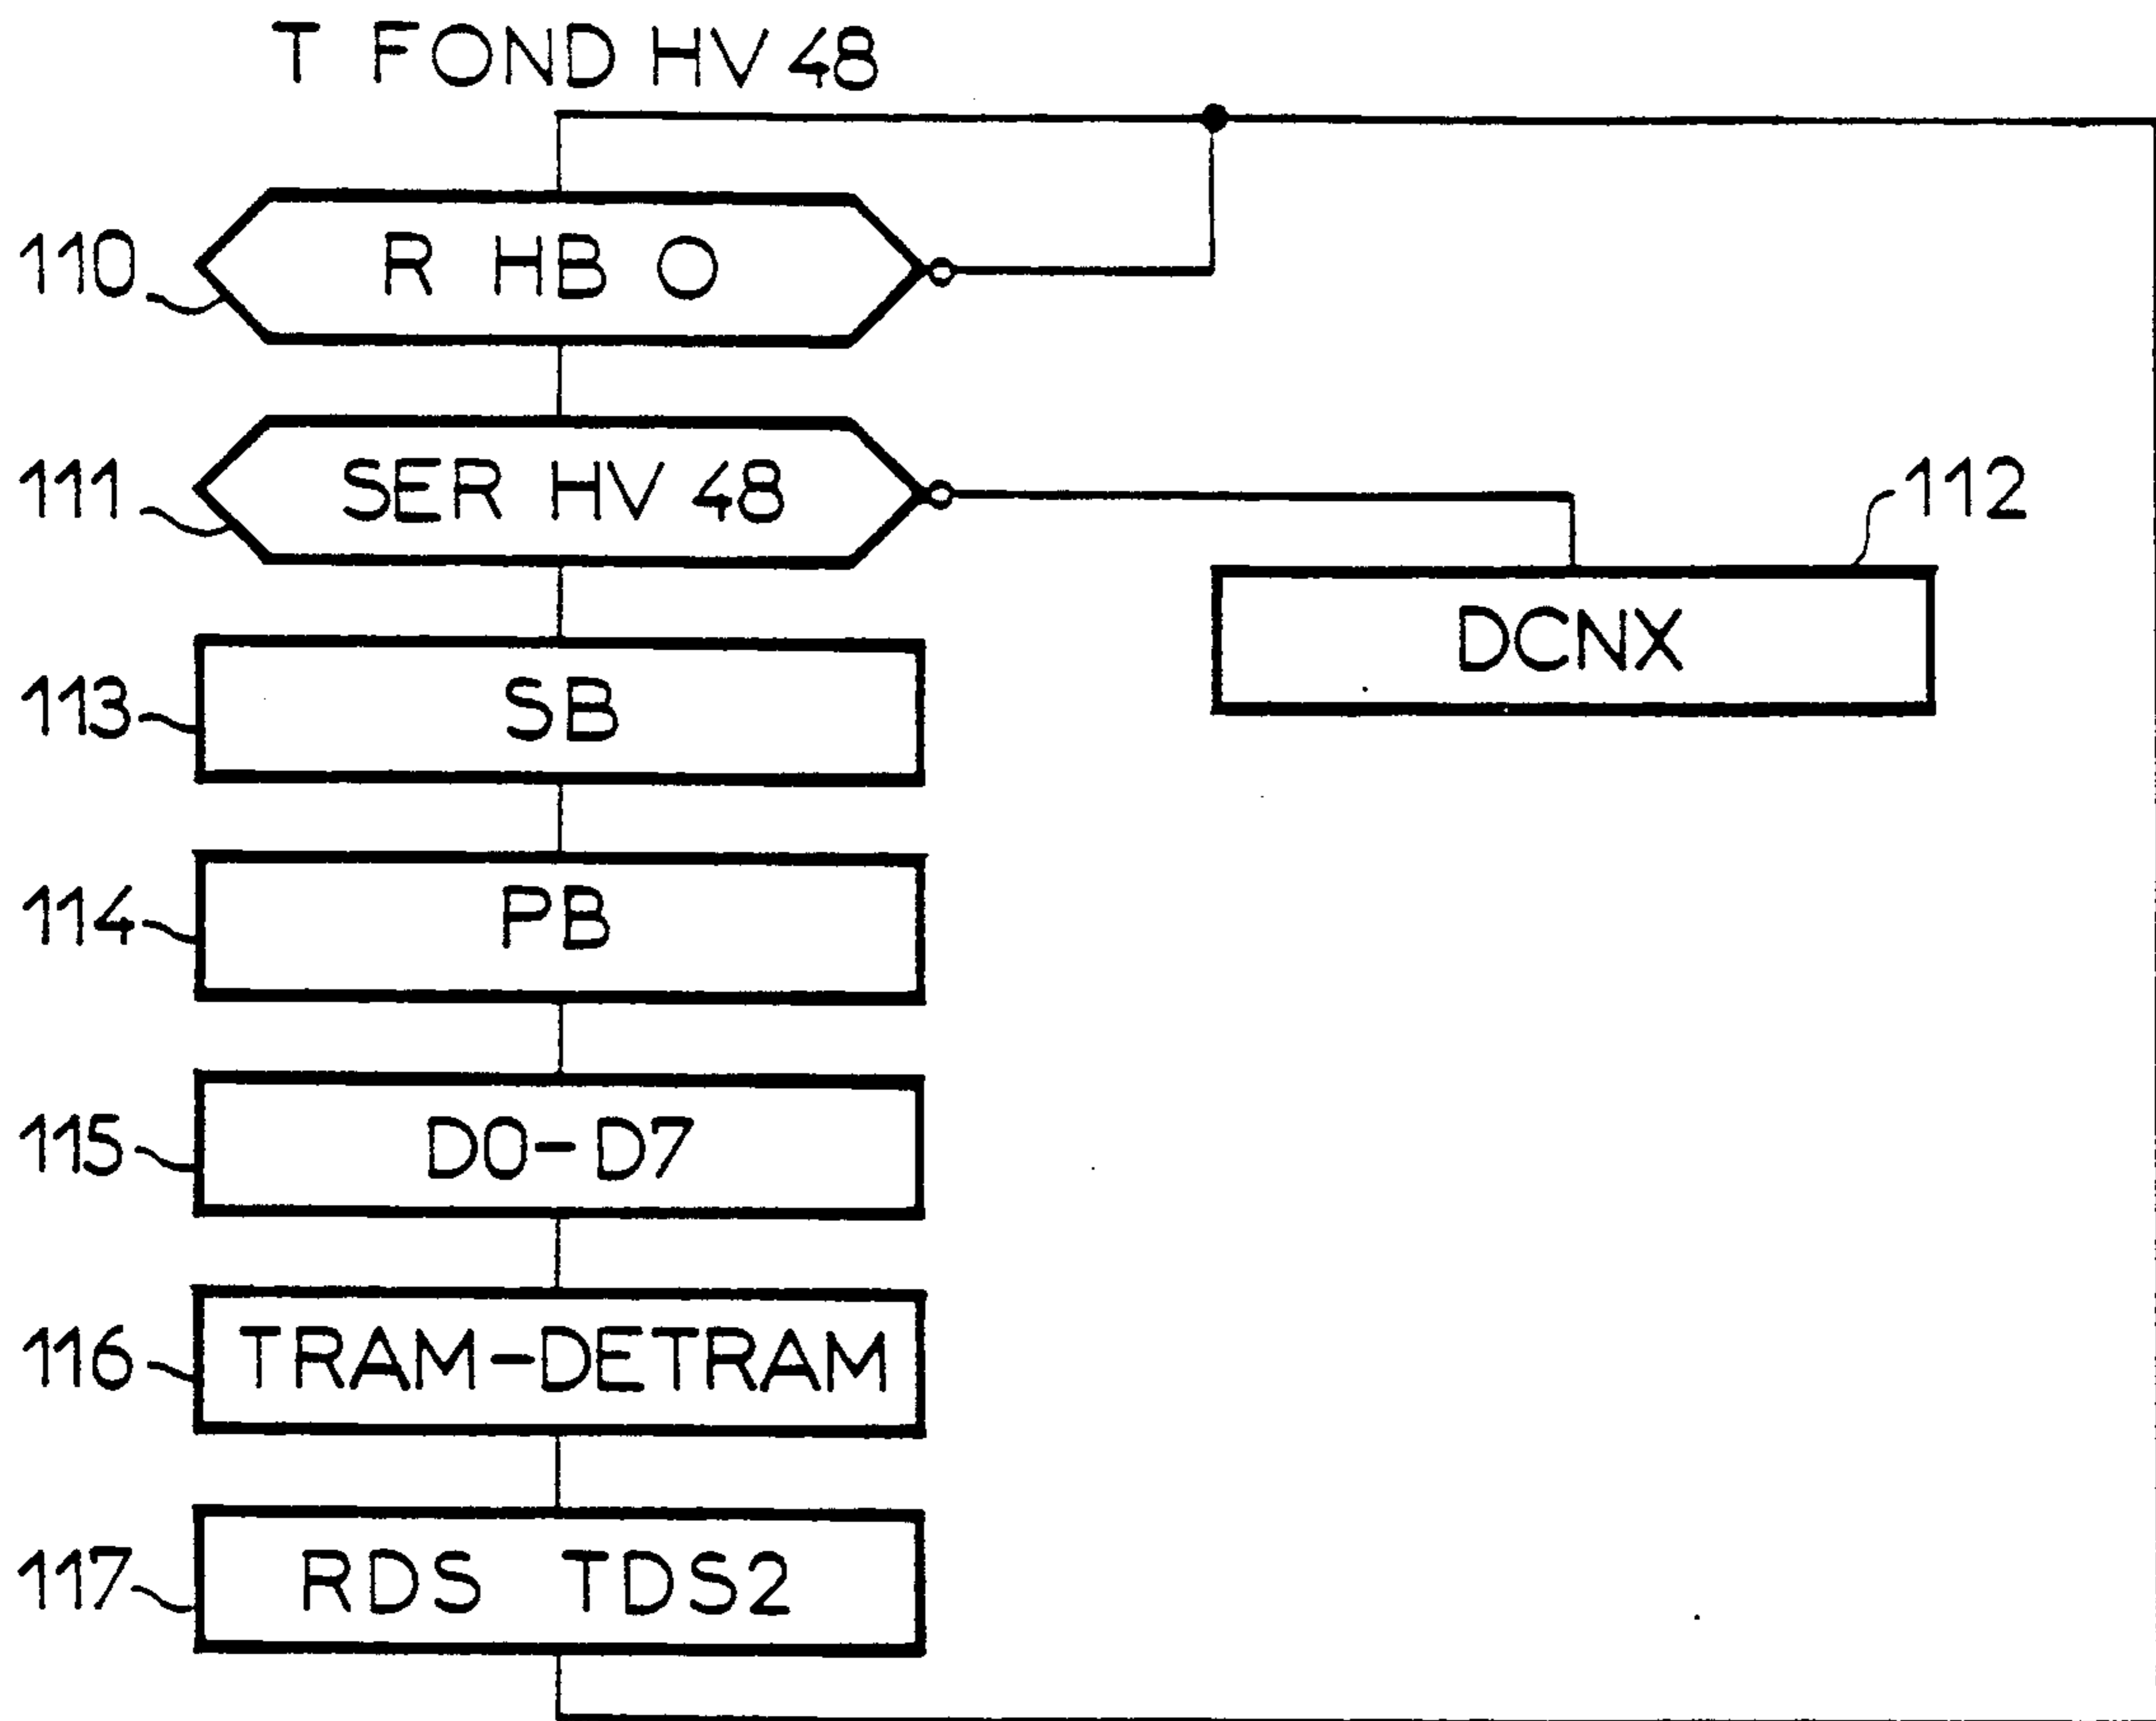 T FOND HV 48
110 R HB O
111 SER HV 48
112
DCNX
113 SB
114 PB
115 D0-D7
116 TRAM-DETRAM
117 RDS TDS2